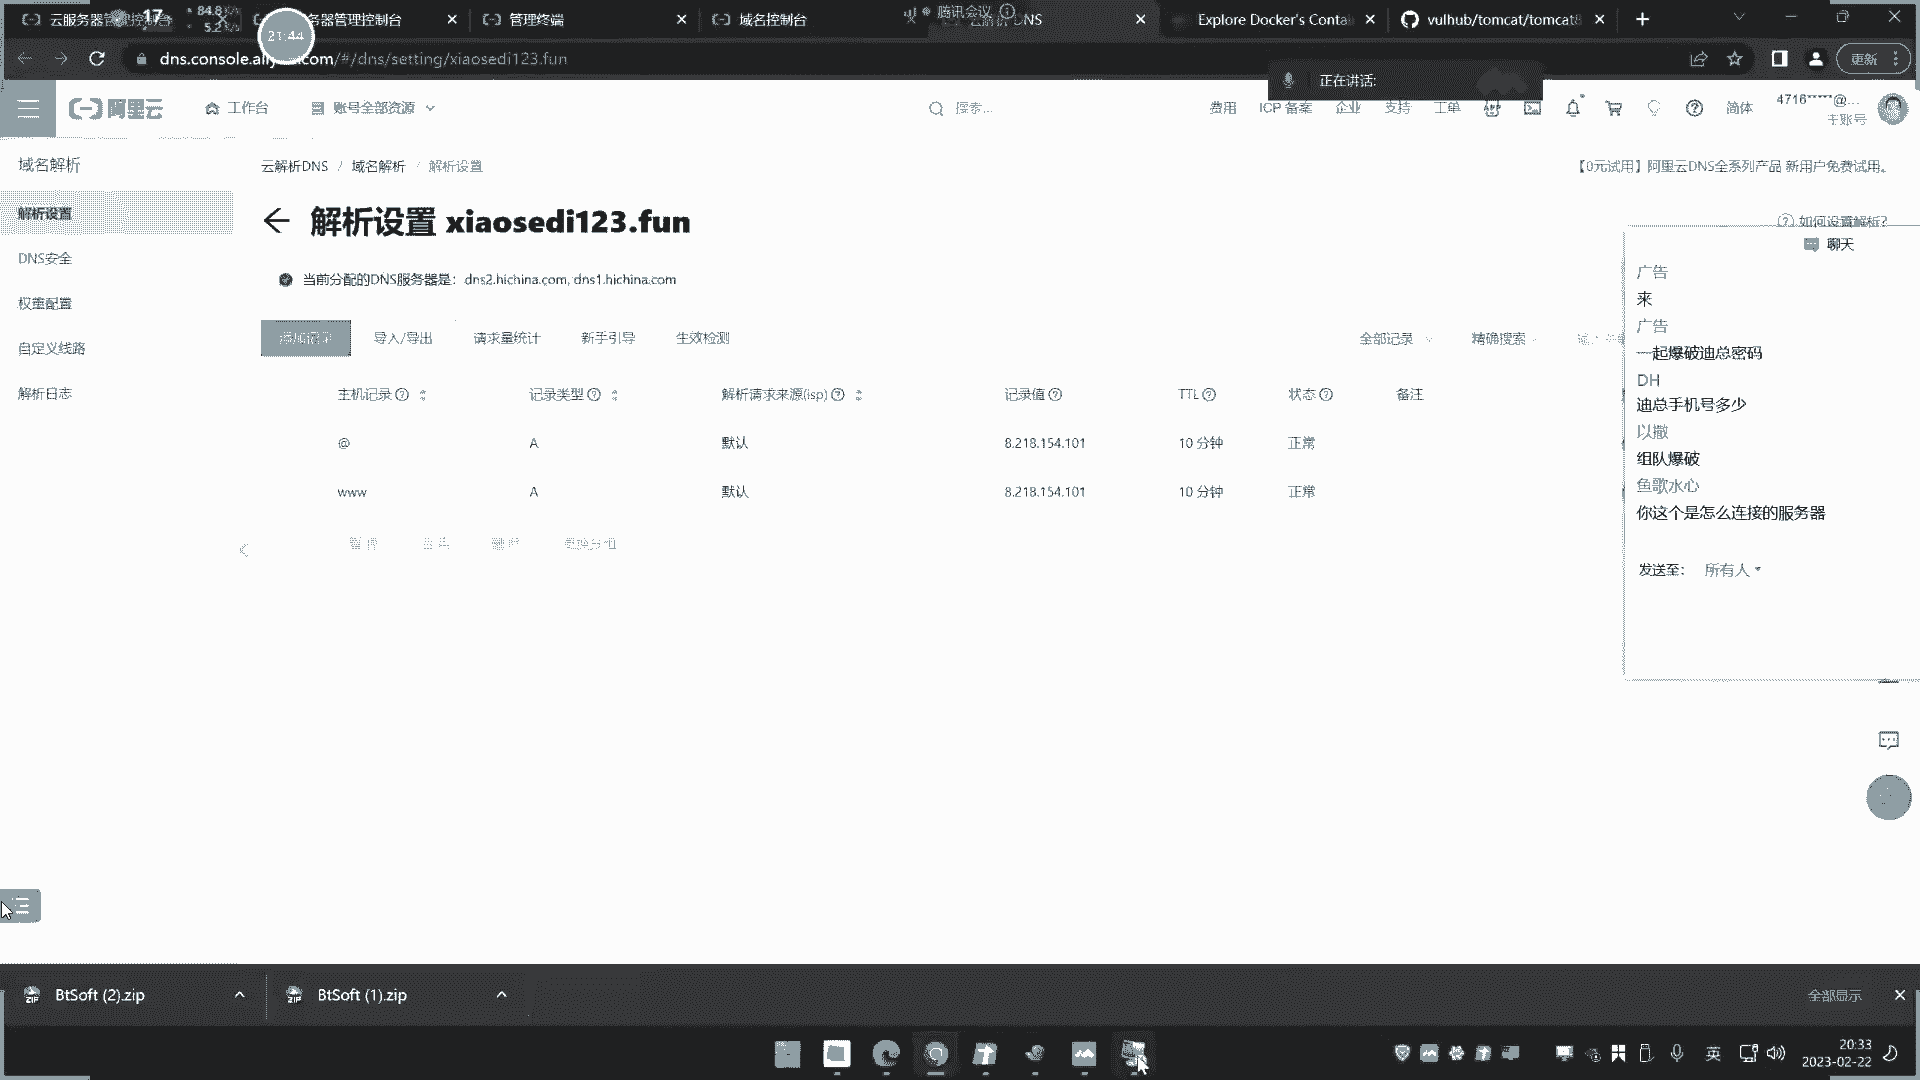 云服务器管理控制台
务器管理控制台
管理终端
域名控制台
腾讯会议
DNS
Explore Docker's Contai
vulhub/tomcat/tomcat8
17
84.8
5.2
21:44
/#/dns/setting/xiaosedi123.fun
更新
正在讲话:
阿里云
工作台
账号全部资源
搜索...
费用
ICP 备案
企业
支持
工单
简体
4716*****@...
主账号
域名解析
解析设置
DNS安全
权重配置
自定义线路
解析日志
云解析DNS / 域名解析 / 解析设置
【0元试用】阿里云DNS全系列产品 新用户免费试用。
解析设置 xiaosedi123.fun
如何设置解析?
当前分配的DNS服务器是: dns2.hichina.com, dns1.hichina.com
添加记录
导入/导出
请求量统计
新手引导
生效检测
全部记录
精确搜索
主机记录
记录类型
解析请求来源(isp)
记录值
TTL
状态
备注
@ A 默认 8.218.154.101 10 分钟 正常
www A 默认 8.218.154.101 10 分钟 正常
聊天
广告
来
广告
一起爆破迪总密码
DH
迪总手机号多少
以撒
组队爆破
鱼歌水心
你这个是怎么连接的服务器
发送至: 所有人
BtSoft (2).zip
BtSoft (1).zip
全部显示
英
20:33
2023-02-22